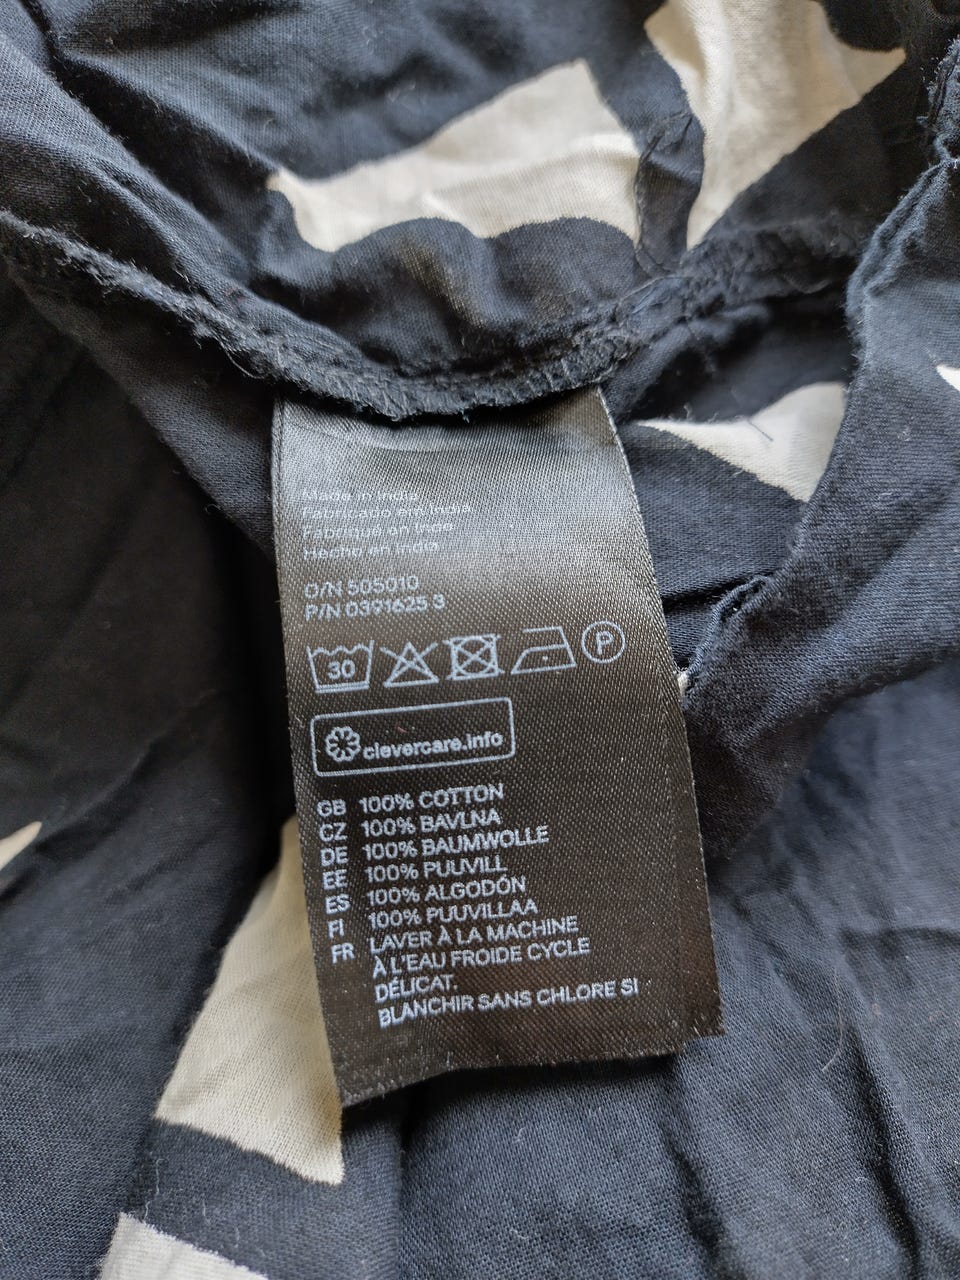 Made in India
Fabricado em Índia
Fabriqué en Inde
Hecho en India
O/N 505010
P/N 0391625 3
30 P
clevercare.info
GB 100% COTTON
CZ 100% BAVLNA
DE 100% BAUMWOLLE
EE 100% PUUVILL
ES 100% ALGODÓN
FI 100% PUUVILLAA
FR LAVER À LA MACHINE
À L'EAU FROIDE CYCLE
DÉLICAT.
BLANCHIR SANS CHLORE SI